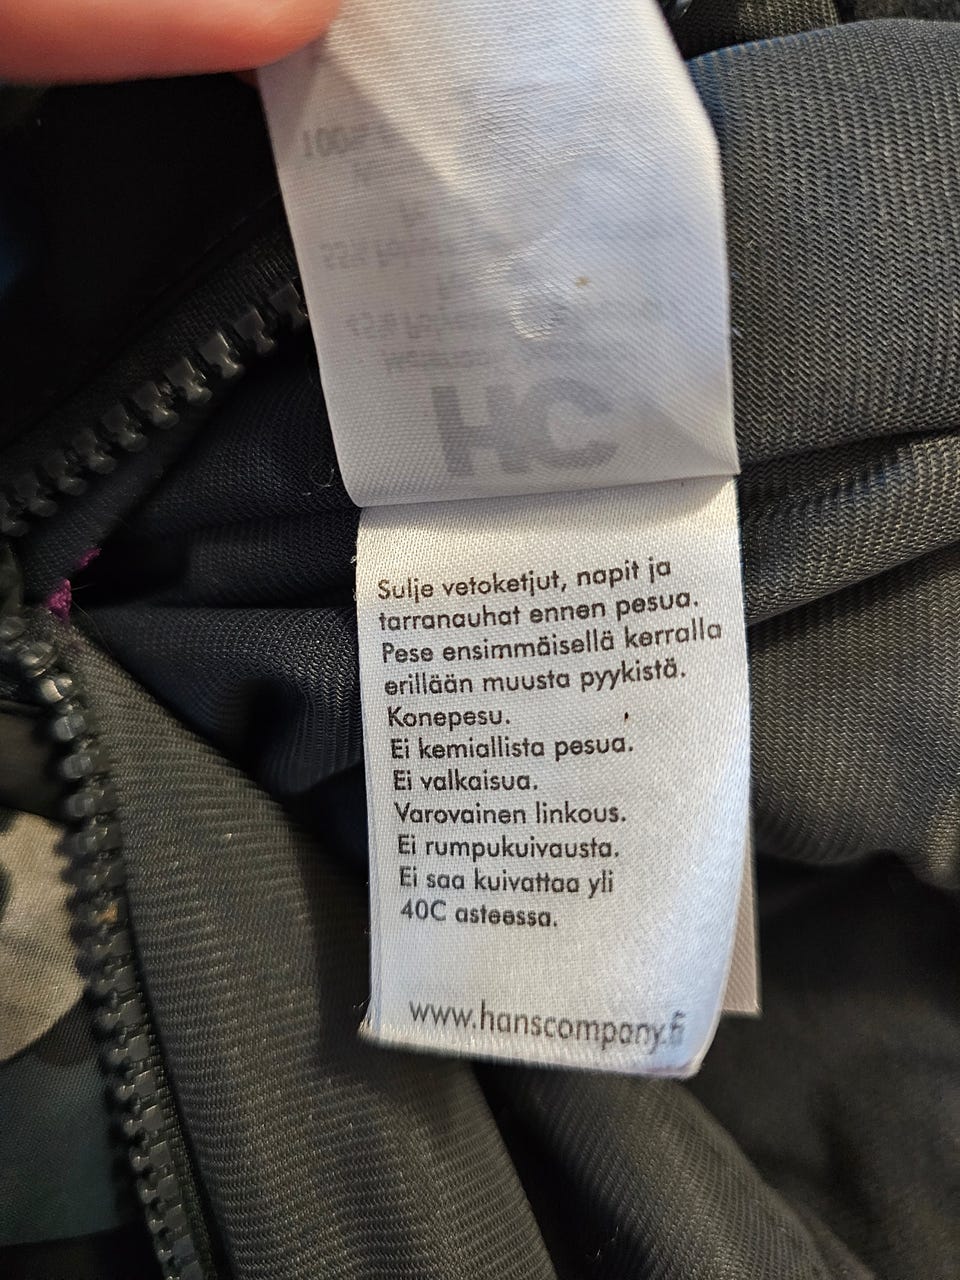 HC
Sulje vetoketjut, napit ja
tarranauhat ennen pesua.
Pese ensimmäisellä kerralla
erillään muusta pyykistä.
Konepesu.
Ei kemiallista pesua.
Ei valkaisua.
Varovainen linkous.
Ei rumpukuivausta.
Ei saa kuivattaa yli
40C asteessa.
www.hanscompany.fi